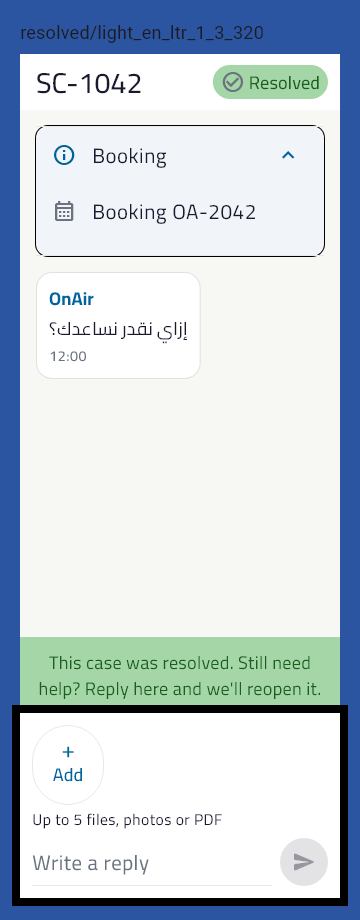 resolved/light_en_ltr_1_3_320
SC-1042
Resolved
Booking
Booking OA-2042
OnAir
إزاي نقدر نساعدك؟
12:00
This case was resolved. Still need
help? Reply here and we'll reopen it.
+
Add
Up to 5 files, photos or PDF
Write a reply